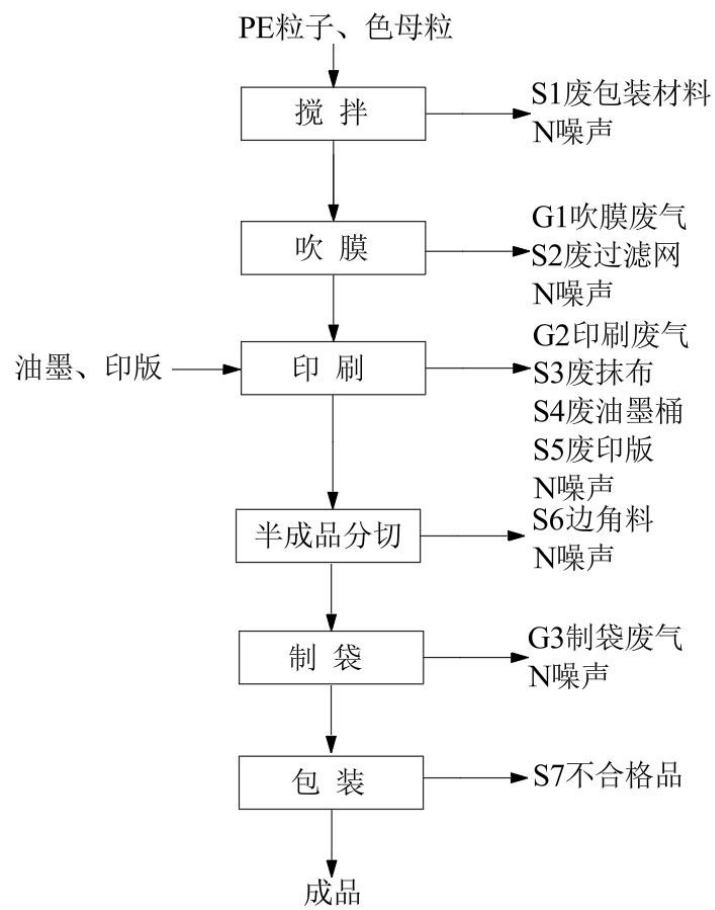 PE粒子、色母粒
搅 拌
S1废包装材料
N噪声
吹 膜
G1吹膜废气
S2废过滤网
N噪声
油墨、印版
印 刷
G2印刷废气
S3废抹布
S4废油墨桶
S5废印版
N噪声
半成品分切
S6边角料
N噪声
制 袋
G3制袋废气
N噪声
包 装
S7不合格品
成品